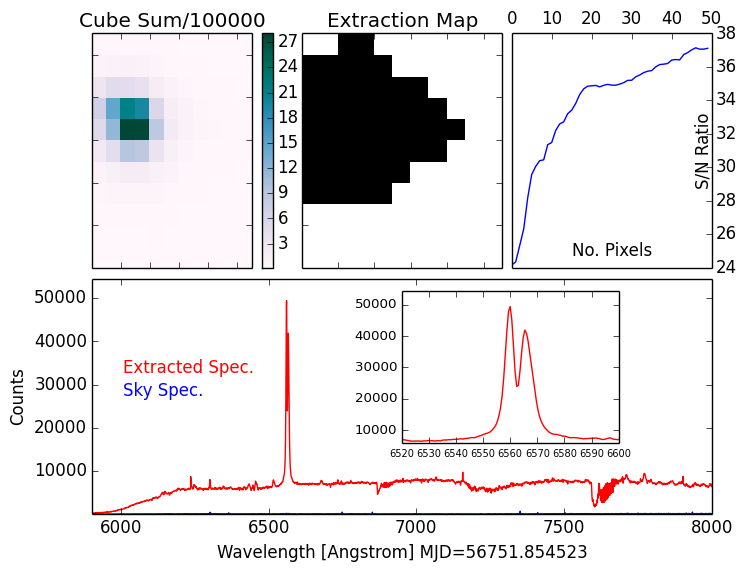 Cube Sum/100000
Extraction Map
0 10 20 30 40 50
27
24
21
18
15
12
9
6
3
38
36
34
32
30
28
26
24
S/N Ratio
No. Pixels
50000
40000
30000
20000
10000
Counts
Extracted Spec.
Sky Spec.
50000
40000
30000
20000
10000
6520 6530 6540 6550 6560 6570 6580 6590 6600
6000 6500 7000 7500 8000
Wavelength [Angstrom] MJD=56751.854523